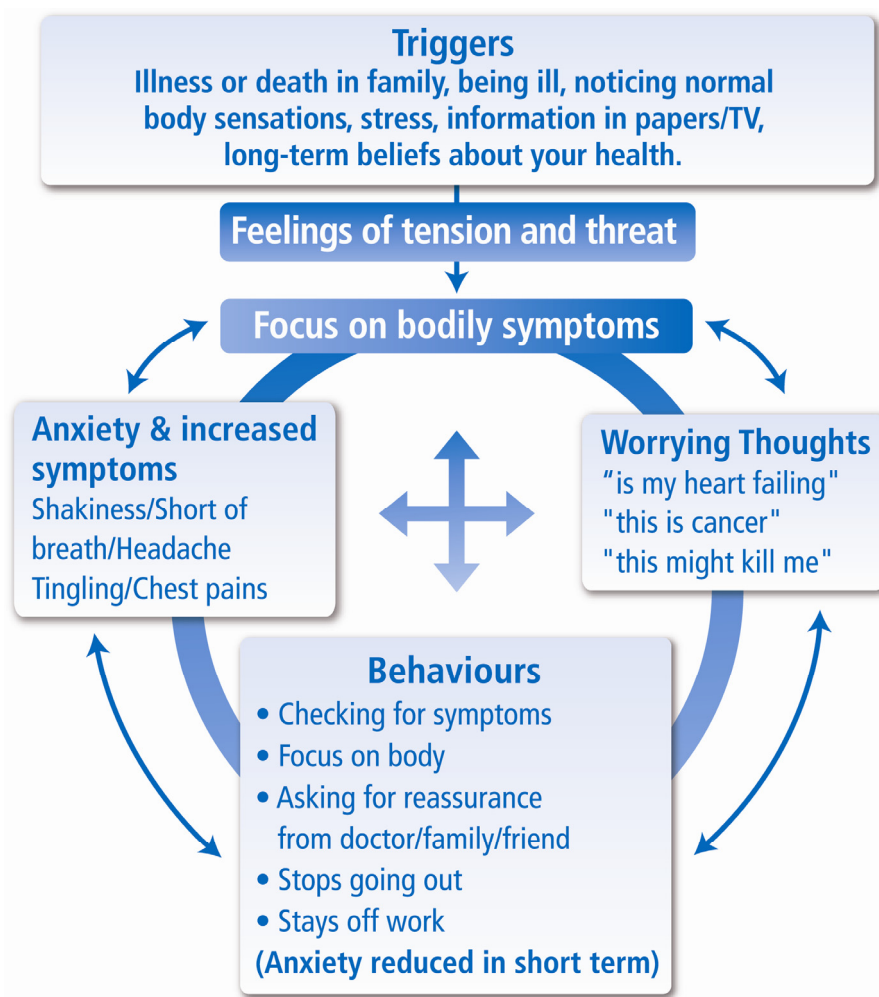 Triggers
Illness or death in family, being ill, noticing normal
body sensations, stress, information in papers/TV,
long-term beliefs about your health.
Feelings of tension and threat
Focus on bodily symptoms
Anxiety & increased
symptoms
Shakiness/Short of
breath/Headache
Tingling/Chest pains
Worrying Thoughts
“is my heart failing"
"this is cancer"
"this might kill me"
Behaviours
• Checking for symptoms
• Focus on body
• Asking for reassurance
from doctor/family/friend
• Stops going out
• Stays off work
(Anxiety reduced in short term)